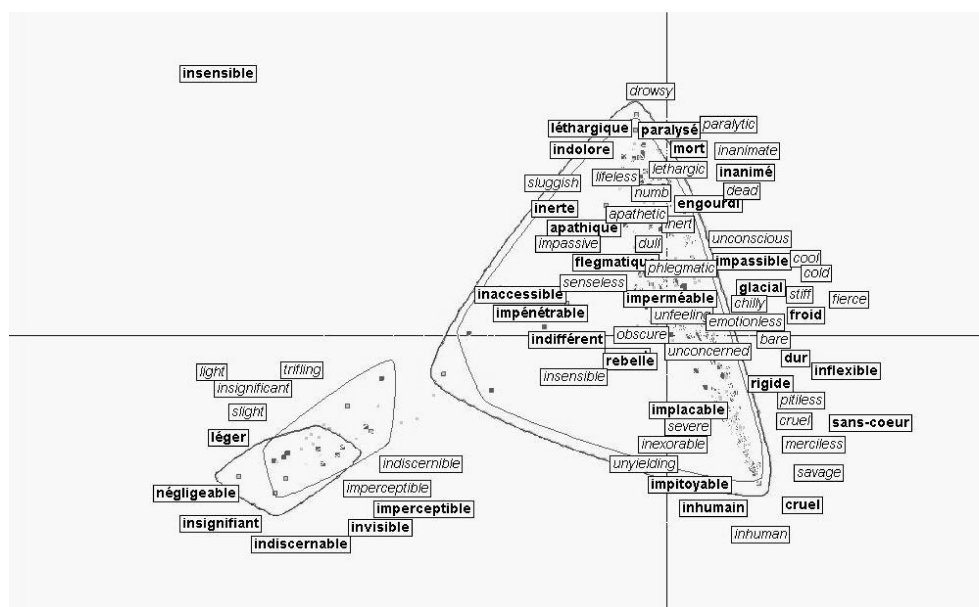 insensible
drowsy
léthargique
paralysé
paralytic
indolore
mort
inanimate
sluggish
lifeless
lethargic
inanimé
numb
dead
inerte
engourdi
apathetic
inert
apathique
impassive
dull
unconscious
flegmatique
phlegmatic
impassible
cool
cold
senseless
glacial
stiff
inaccessible
imperméable
chilly
fierce
impénétrable
unfeeling
emotionless
froid
indifférent
obscure
bare
rebelle
unconcerned
dur
inflexible
insensible
rigide
pitiless
implacable
cruel
sans-coeur
severe
inexorable
merciless
unyielding
savage
impitoyable
inhumain
cruel
inhuman
light
trifling
insignificant
slight
léger
indiscernible
négligeable
imperceptible
imperceptible
insignifiant
invisible
indiscernable